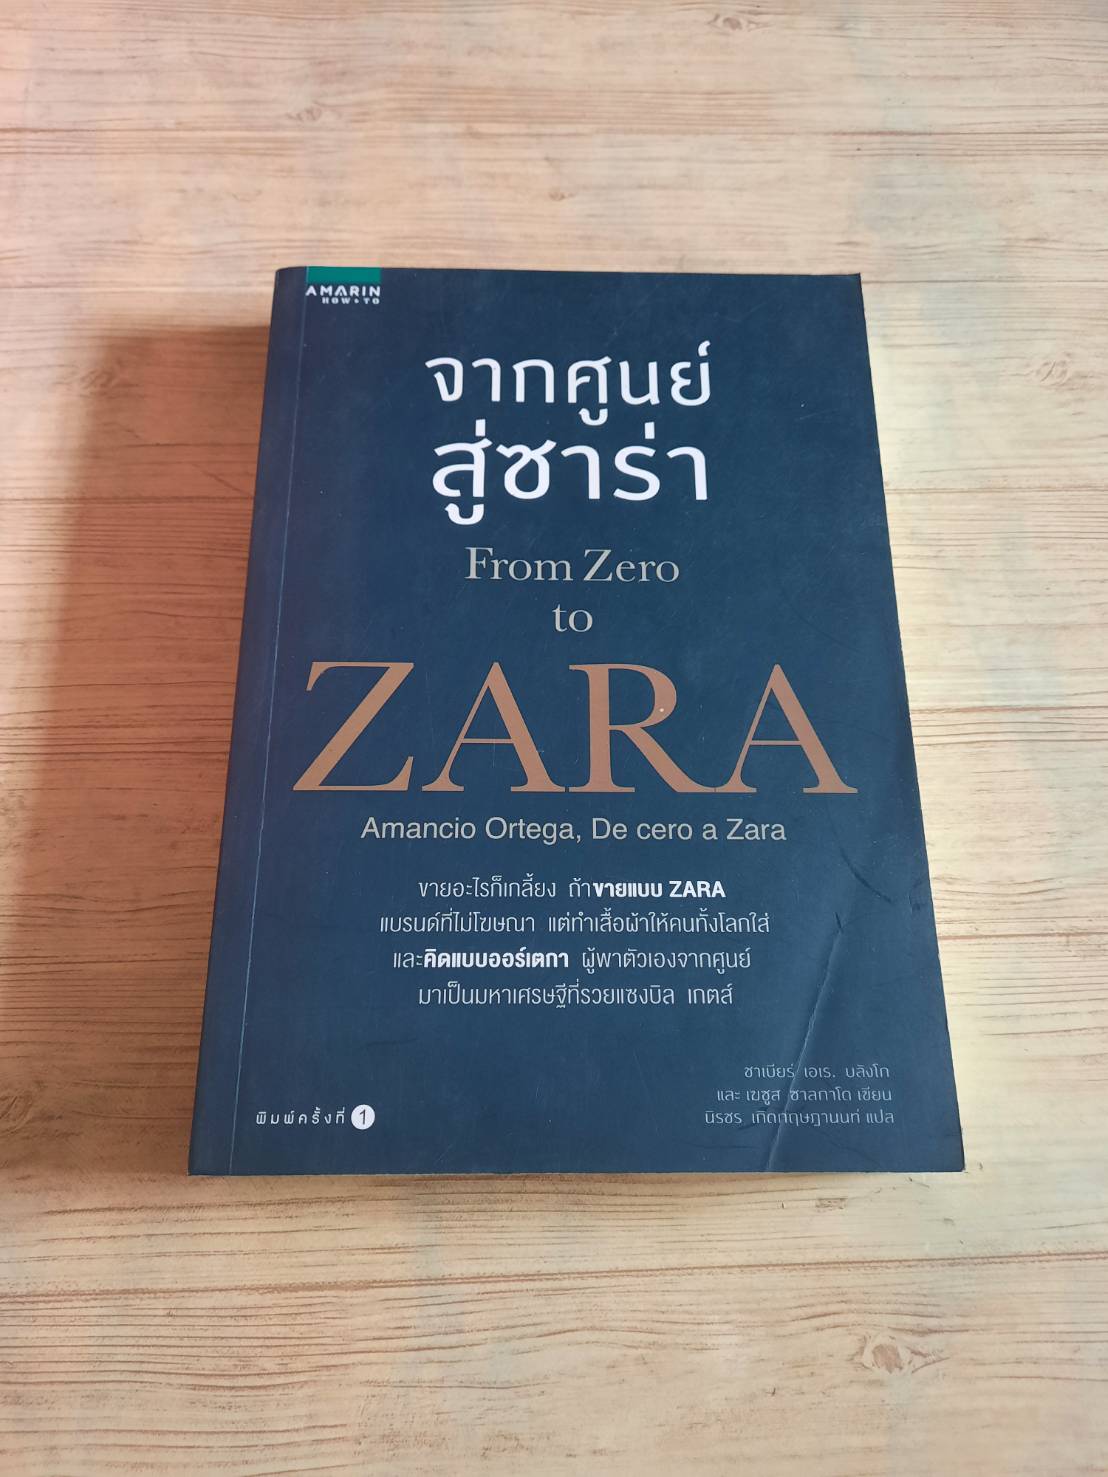 AMARIN
HOW • TO
จากศูนย์
สู่ซาร่า
From Zero
to
ZARA
Amancio Ortega, De cero a Zara
ขายอะไรก็เกลี้ยง ถ้าขายแบบ ZARA
แบรนด์ที่ไม่โฆษณา แต่ทำเสื้อผ้าให้คนทั้งโลกใส่
และคิดแบบออร์เตกา ผู้พาตัวเองจากศูนย์
มาเป็นมหาเศรษฐีที่รวยแซงบิล เกตส์
ชาเบียร์ เอเร. บลังโก
และ เฆซูส ซาลกาโด เขียน
นิรชร เกิดกฤษฎานนท์ แปล
พิมพ์ครั้งที่ 1